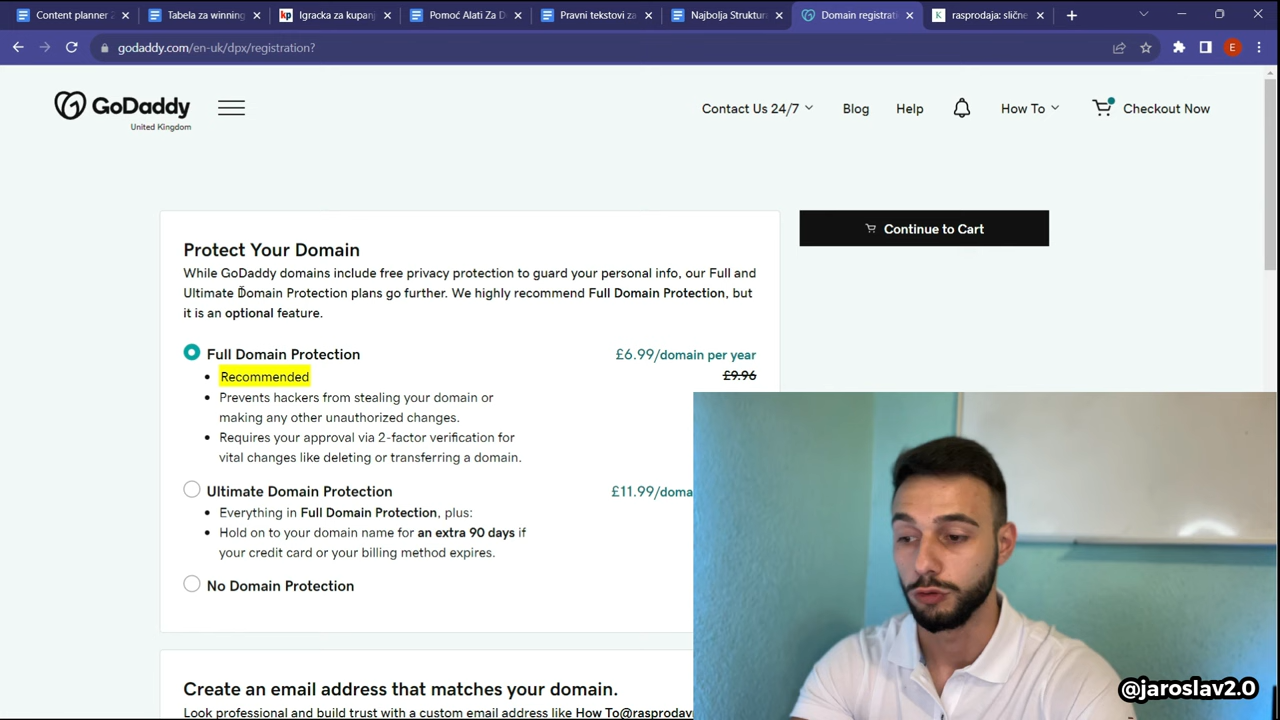 Content planner 2
Tabela za winning
kp
Igracka za kupanj
Pomoć Alati Za D
Pravni tekstovi za
Najbolja Struktura
Domain registrati
K
rasprodaja: slične
godaddy.com/en-uk/dpx/registration?
E
GoDaddy
United Kingdom
Contact Us 24/7
Blog
Help
How To
Checkout Now
Protect Your Domain
While GoDaddy domains include free privacy protection to guard your personal info, our Full and
Ultimate Domain Protection plans go further. We highly recommend Full Domain Protection, but
it is an optional feature.
Continue to Cart
Full Domain Protection
£6.99/domain per year
Recommended
£9.96
Prevents hackers from stealing your domain or
making any other unauthorized changes.
Requires your approval via 2-factor verification for
vital changes like deleting or transferring a domain.
Ultimate Domain Protection
£11.99/doma
Everything in Full Domain Protection, plus:
Hold on to your domain name for an extra 90 days if
your credit card or your billing method expires.
No Domain Protection
Create an email address that matches your domain.
Look professional and build trust with a custom email address like How To@rasprodav
@jaroslav2.0